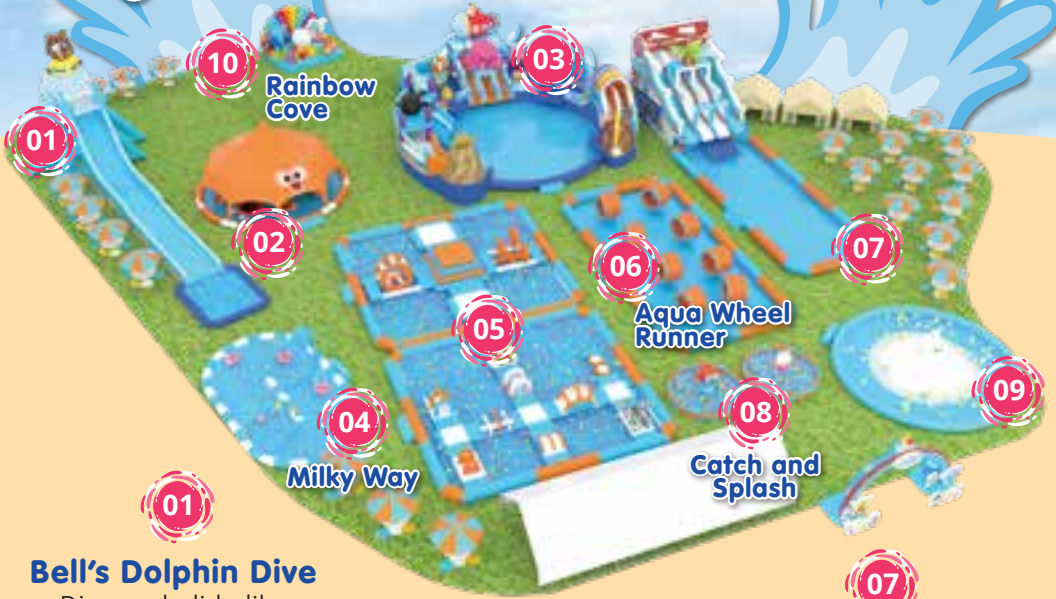 10
Rainbow
Cove
03
01
02
06
07
Aqua Wheel
Runner
05
09
08
04
Catch and
Splash
Milky Way
01
Bell's Dolphin Dive
07